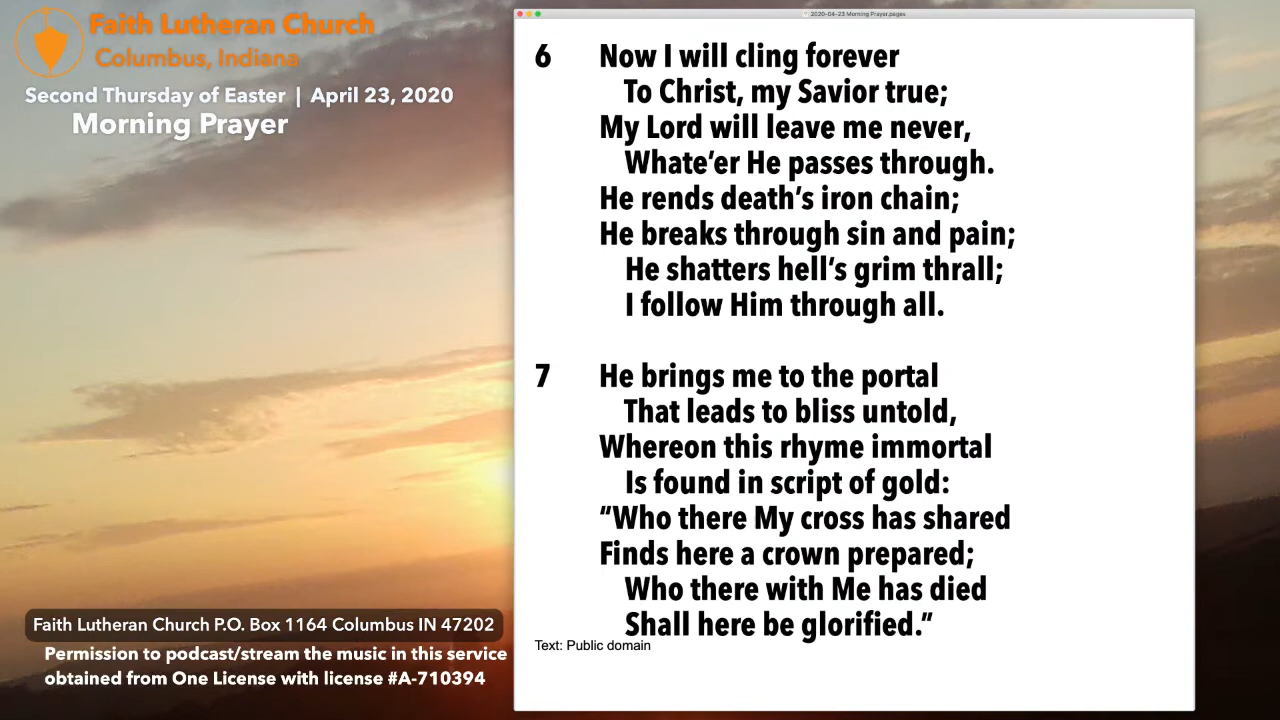 Faith Lutheran Church
Columbus, Indiana
Second Thursday of Easter | April 23, 2020
Morning Prayer
2020-04-23 Morning Prayer.pages
6 Now I will cling forever
To Christ, my Savior true;
My Lord will leave me never,
Whate’er He passes through.
He rends death’s iron chain;
He breaks through sin and pain;
He shatters hell’s grim thrall;
I follow Him through all.
7 He brings me to the portal
That leads to bliss untold,
Whereon this rhyme immortal
Is found in script of gold:
“Who there My cross has shared
Finds here a crown prepared;
Who there with Me has died
Shall here be glorified.”
Text: Public domain
Faith Lutheran Church P.O. Box 1164 Columbus IN 47202
Permission to podcast/stream the music in this service
obtained from One License with license #A-710394